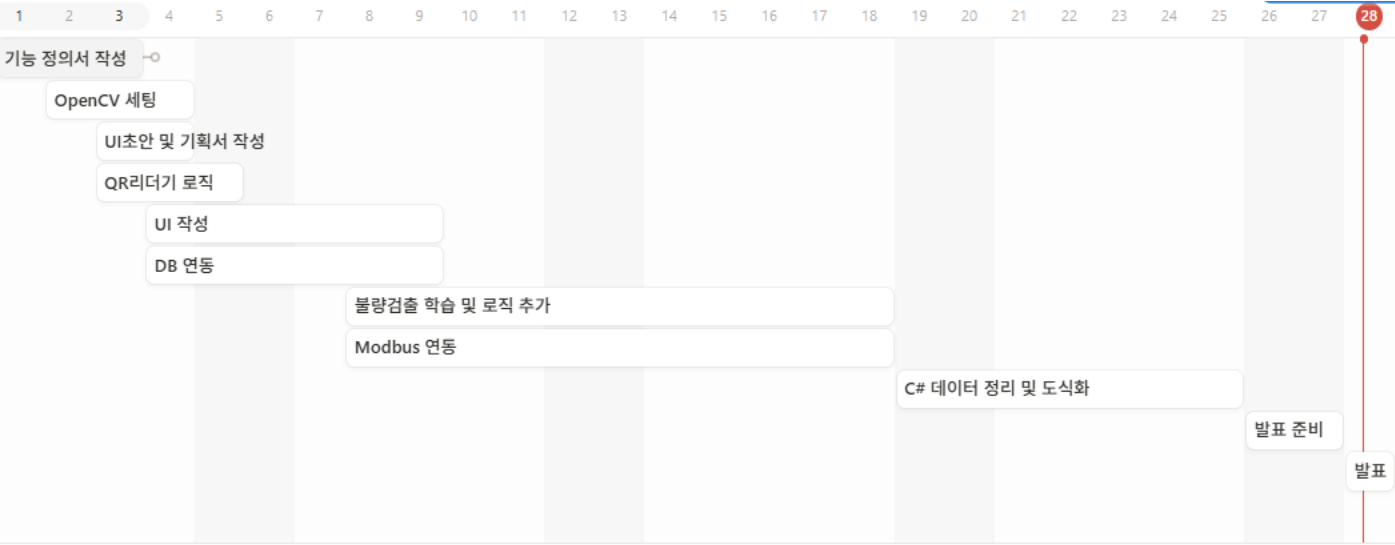 1 2 3 4 5 6 7 8 9 10 11 12 13 14 15 16 17 18 19 20 21 22 23 24 25 26 27 28
기능 정의서 작성
OpenCV 세팅
UI초안 및 기획서 작성
QR리더기 로직
UI 작성
DB 연동
불량검출 학습 및 로직 추가
Modbus 연동
C# 데이터 정리 및 도식화
발표 준비
발표